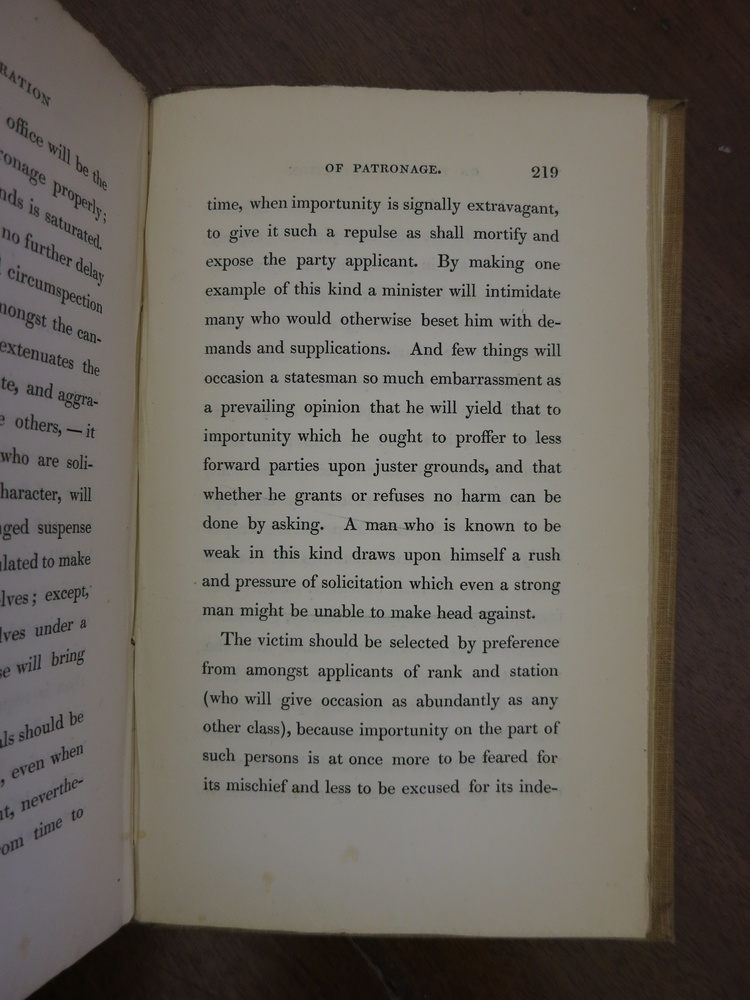 RATION
office will be the
ronage properly;
nds is saturated.
no further delay
circumspection
mongst the can-
extenuates the
te, and aggra-
e others, — it
who are soli-
haracter, will
nged suspense
ulated to make
lves; except,
lves under a
se will bring
als should be
, even when
ut, neverthe-
rom time to
OF PATRONAGE. 219
time, when importunity is signally extravagant,
to give it such a repulse as shall mortify and
expose the party applicant. By making one
example of this kind a minister will intimidate
many who would otherwise beset him with de-
mands and supplications. And few things will
occasion a statesman so much embarrassment as
a prevailing opinion that he will yield that to
importunity which he ought to proffer to less
forward parties upon juster grounds, and that
whether he grants or refuses no harm can be
done by asking. A man who is known to be
weak in this kind draws upon himself a rush
and pressure of solicitation which even a strong
man might be unable to make head against.
The victim should be selected by preference
from amongst applicants of rank and station
(who will give occasion as abundantly as any
other class), because importunity on the part of
such persons is at once more to be feared for
its mischief and less to be excused for its inde-